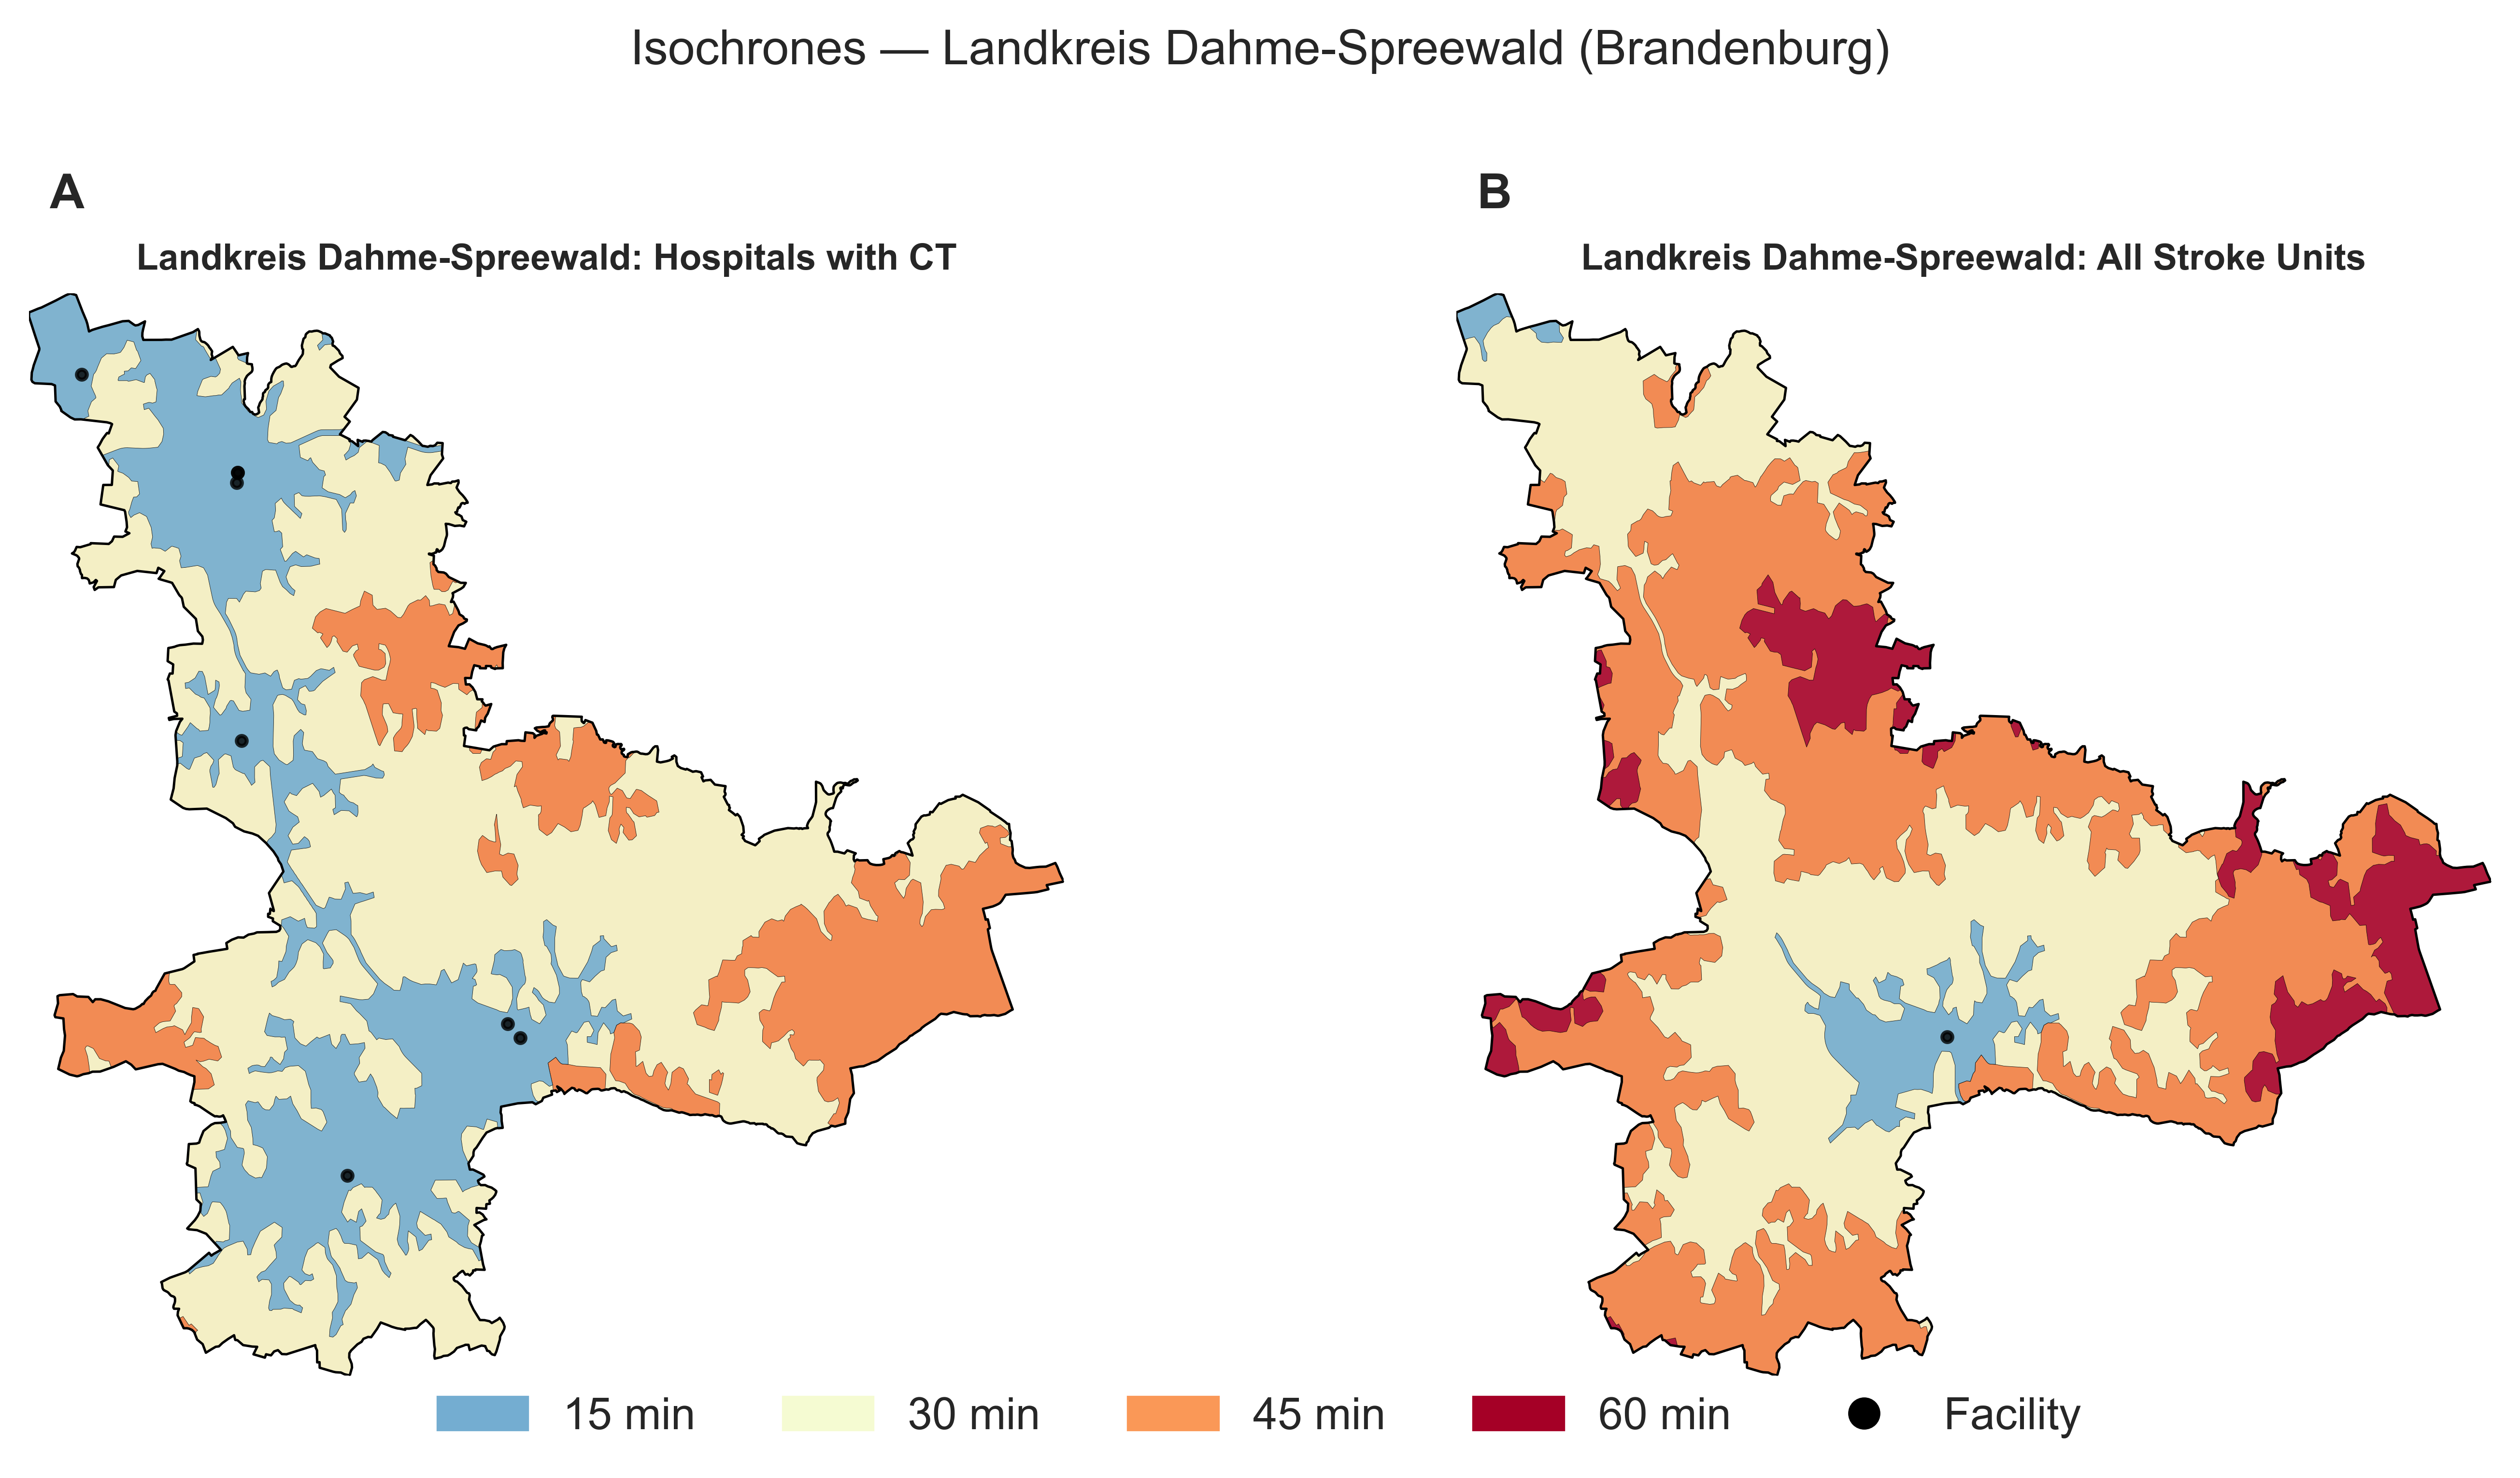 Isochrones — Landkreis Dahme-Spreewald (Brandenburg)
A
Landkreis Dahme-Spreewald: Hospitals with CT
B
Landkreis Dahme-Spreewald: All Stroke Units
15 min
30 min
45 min
60 min
Facility